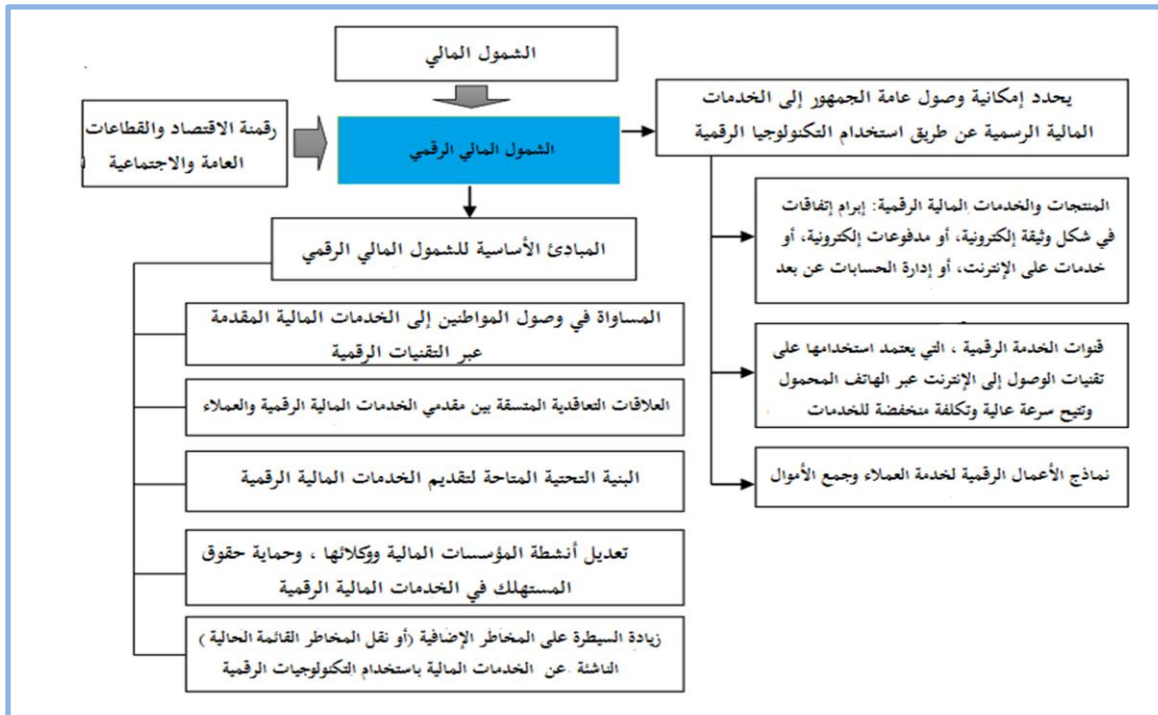 الشمول المالي
رقمنة الاقتصاد والقطاعات
العامة والاجتماعية
الشمول المالي الرقمي
يحدد إمكانية وصول عامة الجمهور إلى الخدمات
المالية الرسمية عن طريق استخدام التكنولوجيا الرقمية
المنتجات والخدمات المالية الرقمية: إبرام إتفاقات
في شكل وثيقة إلكترونية، أو مدفوعات إلكترونية، أو
خدمات على الإنترنت، أو إدارة الحسابات عن بعد
قنوات الخدمة الرقمية ، التي يعتمد استخدامها على
تقنيات الوصول إلى الإنترنت عبر الهاتف المحمول
وتتيح سرعة عالية وتكلفة منخفضة للخدمات
نماذج الأعمال الرقمية لخدمة العملاء وجمع الأموال
المبادئ الأساسية للشمول المالي الرقمي
المساواة في وصول المواطنين إلى الخدمات المالية المقدمة
عبر التقنيات الرقمية
العلاقات التعاقدية المتسقة بين مقدمي الخدمات المالية الرقمية والعملاء
البنية التحتية المتاحة لتقديم الخدمات المالية الرقمية
تعديل أنشطة المؤسسات المالية ووكلائها ، وحماية حقوق
المستهلك في الخدمات المالية الرقمية
زيادة السيطرة على المخاطر الإضافية (أو نقل المخاطر القائمة الحالية )
الناشئة عن الخدمات المالية باستخدام التكنولوجيات الرقمية